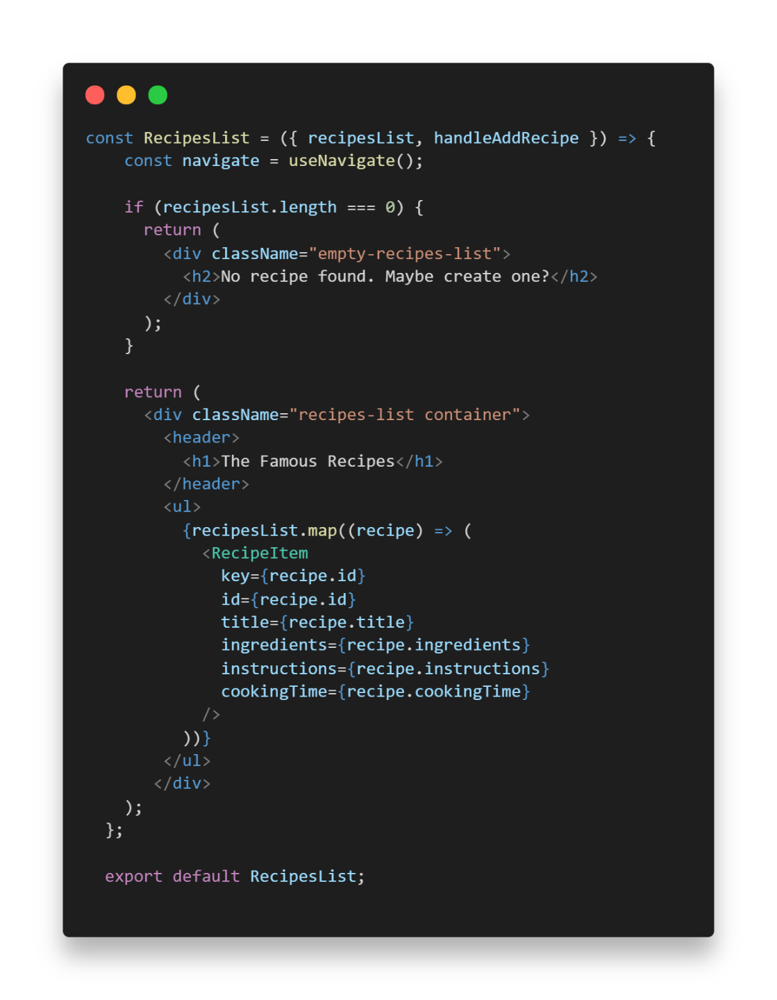 const RecipesList = ({ recipesList, handleAddRecipe }) => {
    const navigate = useNavigate();

    if (recipesList.length === 0) {
      return (
        <div className="empty-recipes-list">
          <h2>No recipe found. Maybe create one?</h2>
        </div>
      );
    }

    return (
      <div className="recipes-list container">
        <header>
          <h1>The Famous Recipes</h1>
        </header>
        <ul>
          {recipesList.map((recipe) => (
            <RecipeItem
              key={recipe.id}
              id={recipe.id}
              title={recipe.title}
              ingredients={recipe.ingredients}
              instructions={recipe.instructions}
              cookingTime={recipe.cookingTime}
            />
          ))}
        </ul>
       </div>
    );
  };

  export default RecipesList;